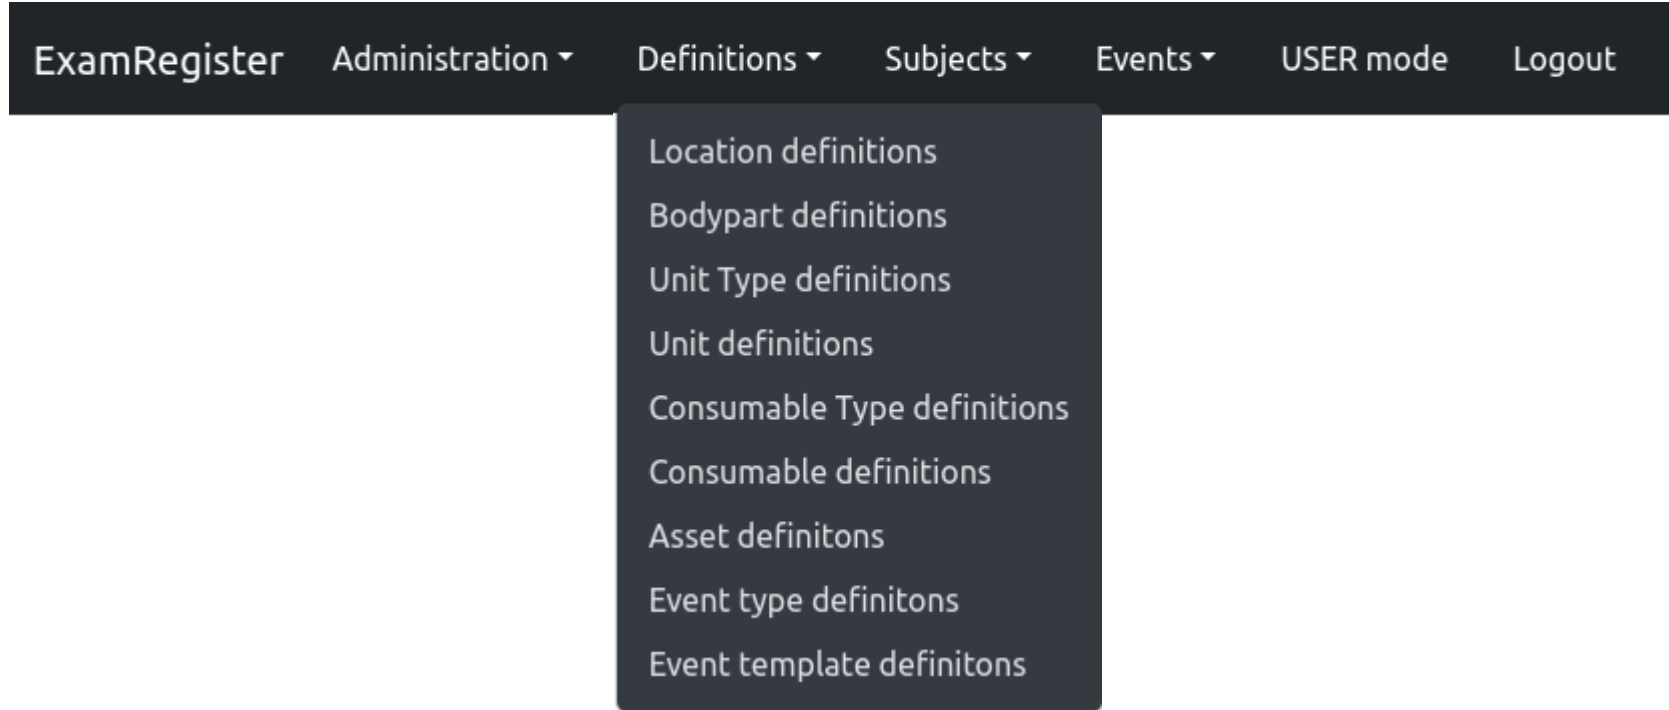 ExamRegister Administration Definitions Subjects Events USER mode Logout
Location definitions
Bodypart definitions
Unit Type definitions
Unit definitions
Consumable Type definitions
Consumable definitions
Asset definitons
Event type definitons
Event template definitons